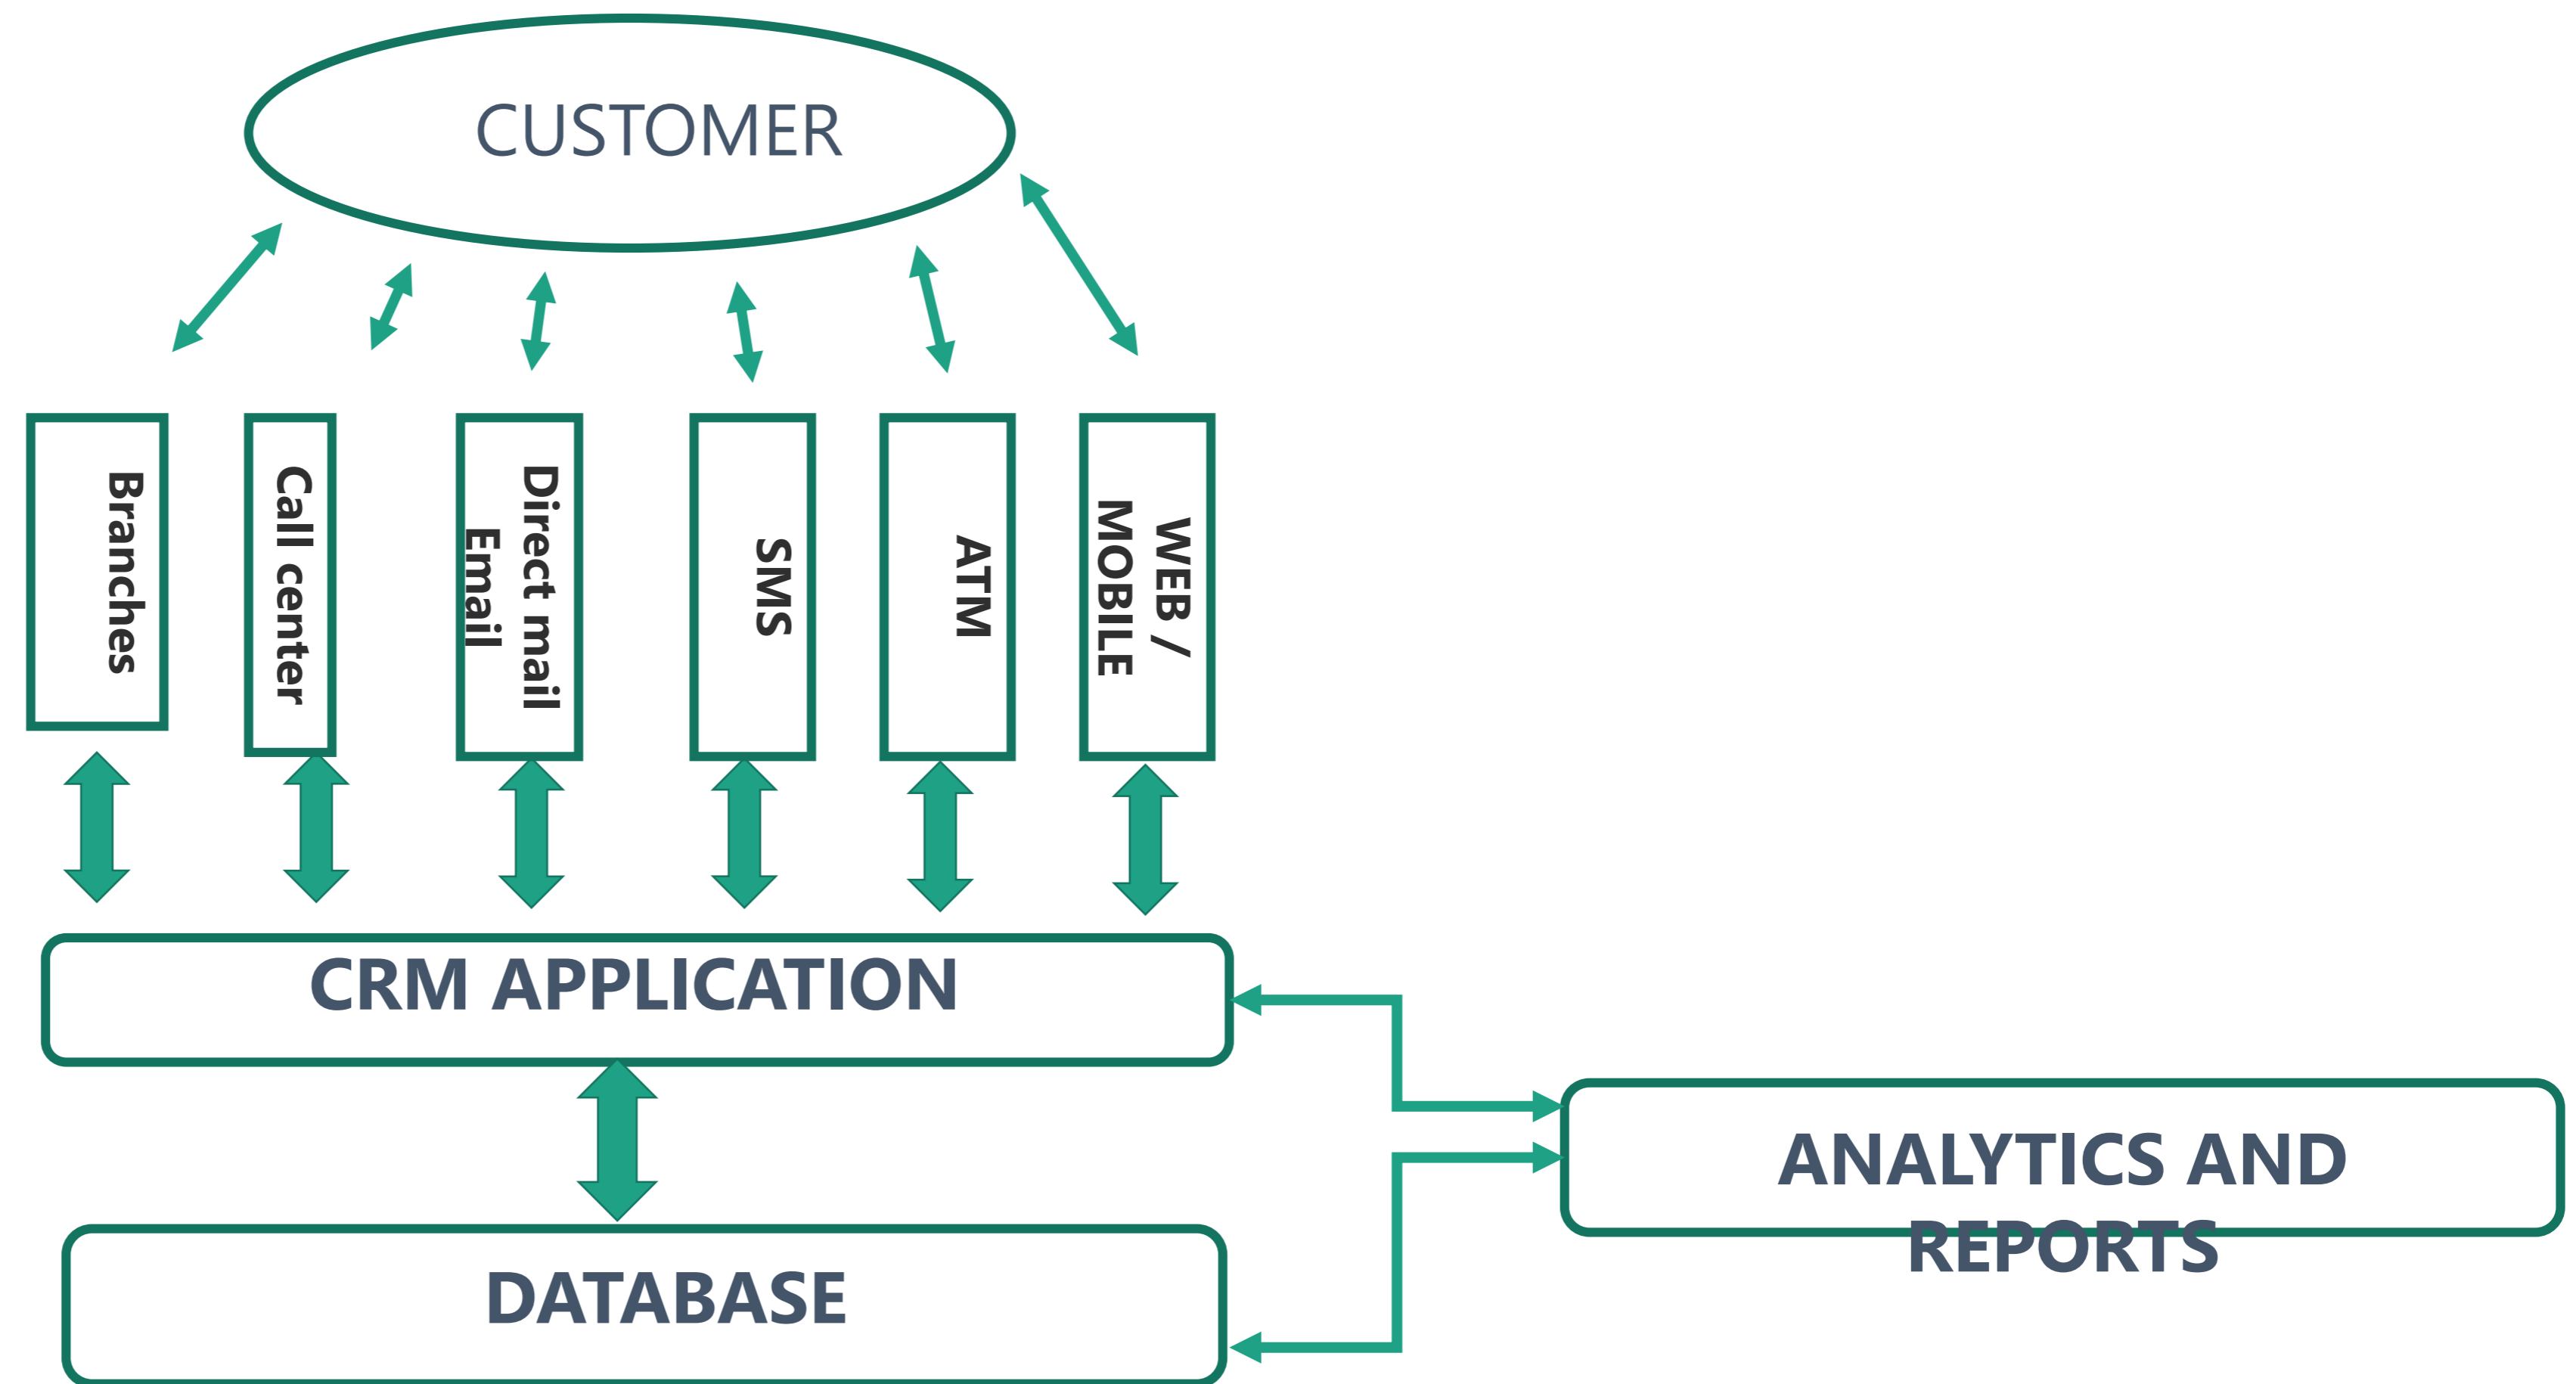 CUSTOMER
Branches
Call center
Direct mail
Email
SMS
ATM
WEB /
MOBILE
CRM APPLICATION
ANALYTICS AND
REPORTS
DATABASE